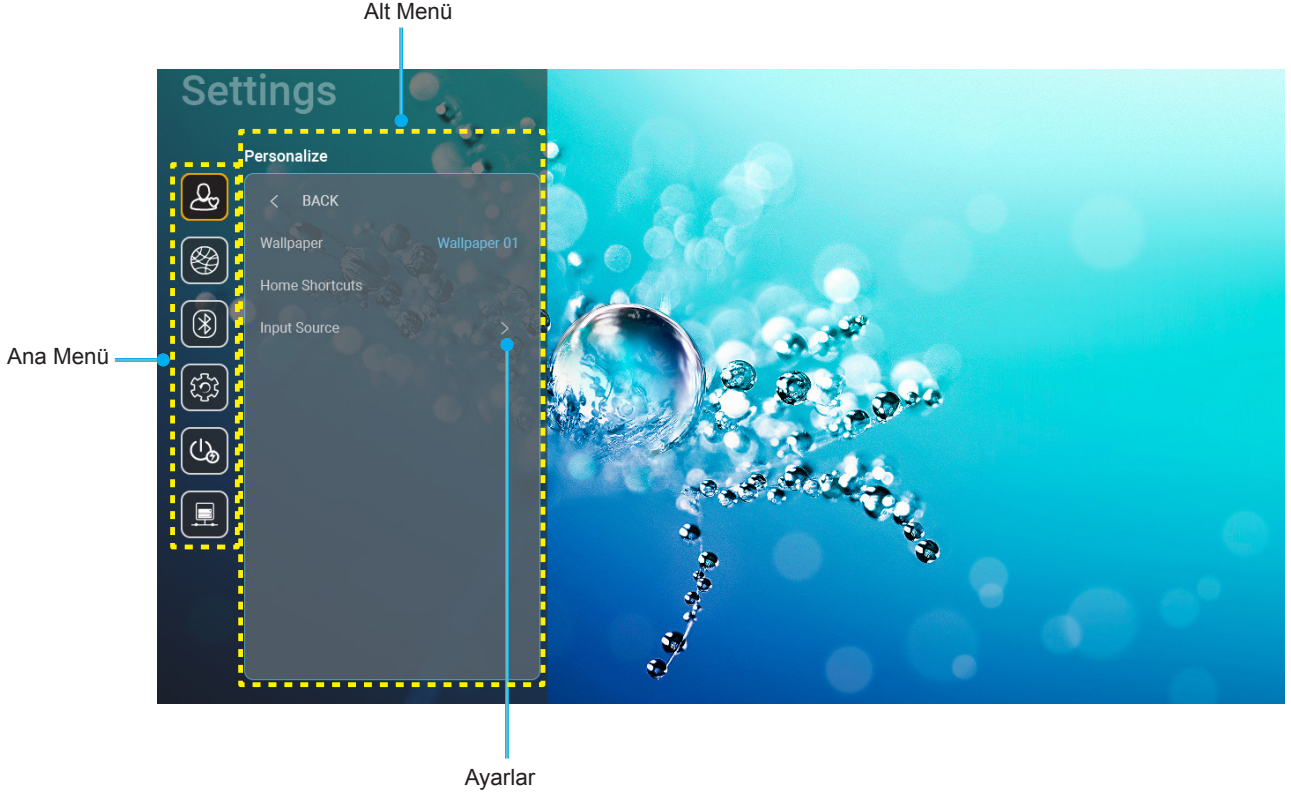 Alt Menü
Settings
Personalize
BACK
Wallpaper Wallpaper 01
Home Shortcuts
Input Source
Ana Menü
Ayarlar